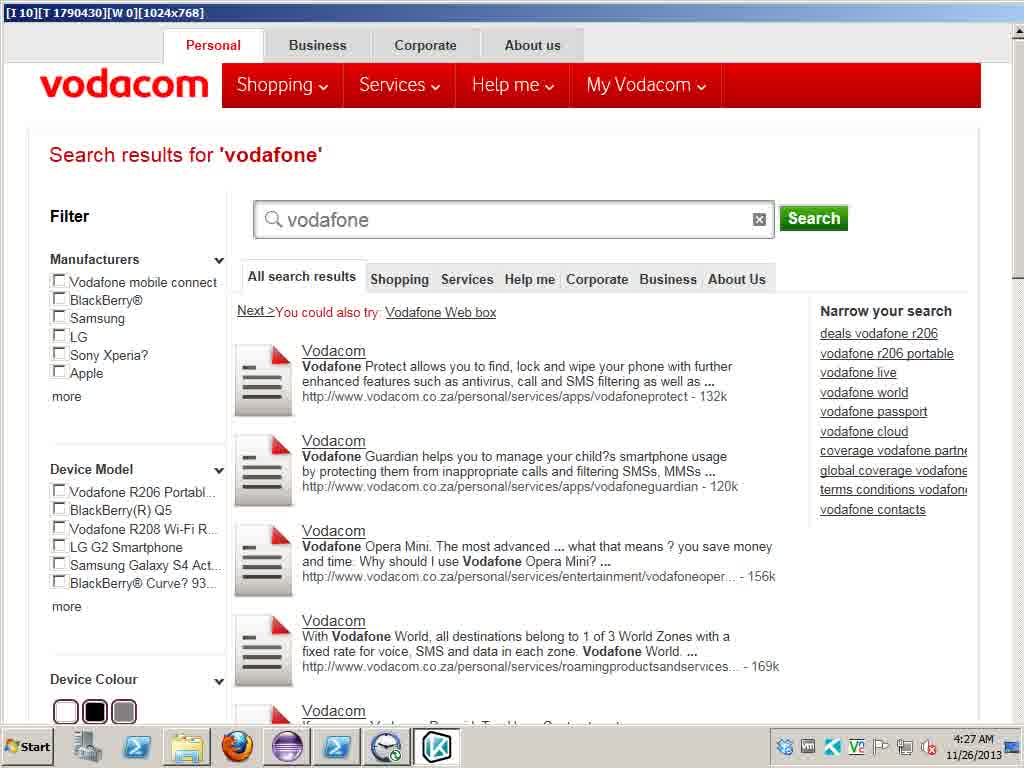 [I 10][T 1790430][W 0][1024x768]
Personal Business Corporate About us
vodacom Shopping Services Help me My Vodacom
Search results for 'vodafone'
Filter
vodafone Search
Manufacturers
Vodafone mobile connect
BlackBerry®
Samsung
LG
Sony Xperia?
Apple
more
Device Model
Vodafone R206 Portabl...
BlackBerry(R) Q5
Vodafone R208 Wi-Fi R...
LG G2 Smartphone
Samsung Galaxy S4 Act...
BlackBerry® Curve? 93...
more
Device Colour
All search results Shopping Services Help me Corporate Business About Us
Next >You could also try: Vodafone Web box
Vodacom
Vodafone Protect allows you to find, lock and wipe your phone with further
enhanced features such as antivirus, call and SMS filtering as well as ...
http://www.vodacom.co.za/personal/services/apps/vodafoneprotect - 132k
Vodacom
Vodafone Guardian helps you to manage your child?s smartphone usage
by protecting them from inappropriate calls and filtering SMSs, MMSs ...
http://www.vodacom.co.za/personal/services/apps/vodafoneguardian - 120k
Vodacom
Vodafone Opera Mini. The most advanced ... what that means ? you save money
and time. Why should I use Vodafone Opera Mini? ...
http://www.vodacom.co.za/personal/services/entertainment/vodafoneoper... - 156k
Vodacom
With Vodafone World, all destinations belong to 1 of 3 World Zones with a
fixed rate for voice, SMS and data in each zone. Vodafone World. ...
http://www.vodacom.co.za/personal/services/roamingproductsandservices... - 169k
Vodacom
Narrow your search
deals vodafone r206
vodafone r206 portable
vodafone live
vodafone world
vodafone passport
vodafone cloud
coverage vodafone partne
global coverage vodafone
terms conditions vodafon
vodafone contacts
Start
4:27 AM
11/26/2013